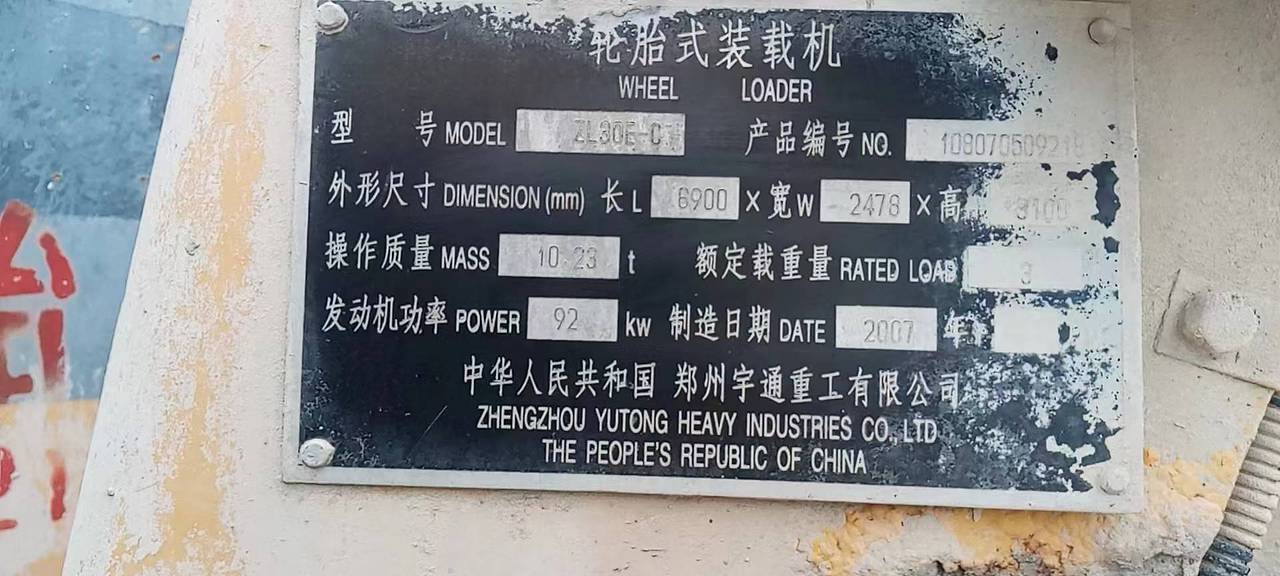 轮胎式装载机
WHEEL LOADER
型 号 MODEL ZL30E-C 产品编号 NO. 108070509218
外形尺寸 DIMENSION (mm) 长 L 6900 × 宽 W 2478 × 高 3100
操作质量 MASS 10.23 t 额定载重量 RATED LOAD 3
发动机功率 POWER 92 kw 制造日期 DATE 2007 年
中华人民共和国 郑州宇通重工有限公司
ZHENGZHOU YUTONG HEAVY INDUSTRIES CO.,LTD
THE PEOPLE'S REPUBLIC OF CHINA